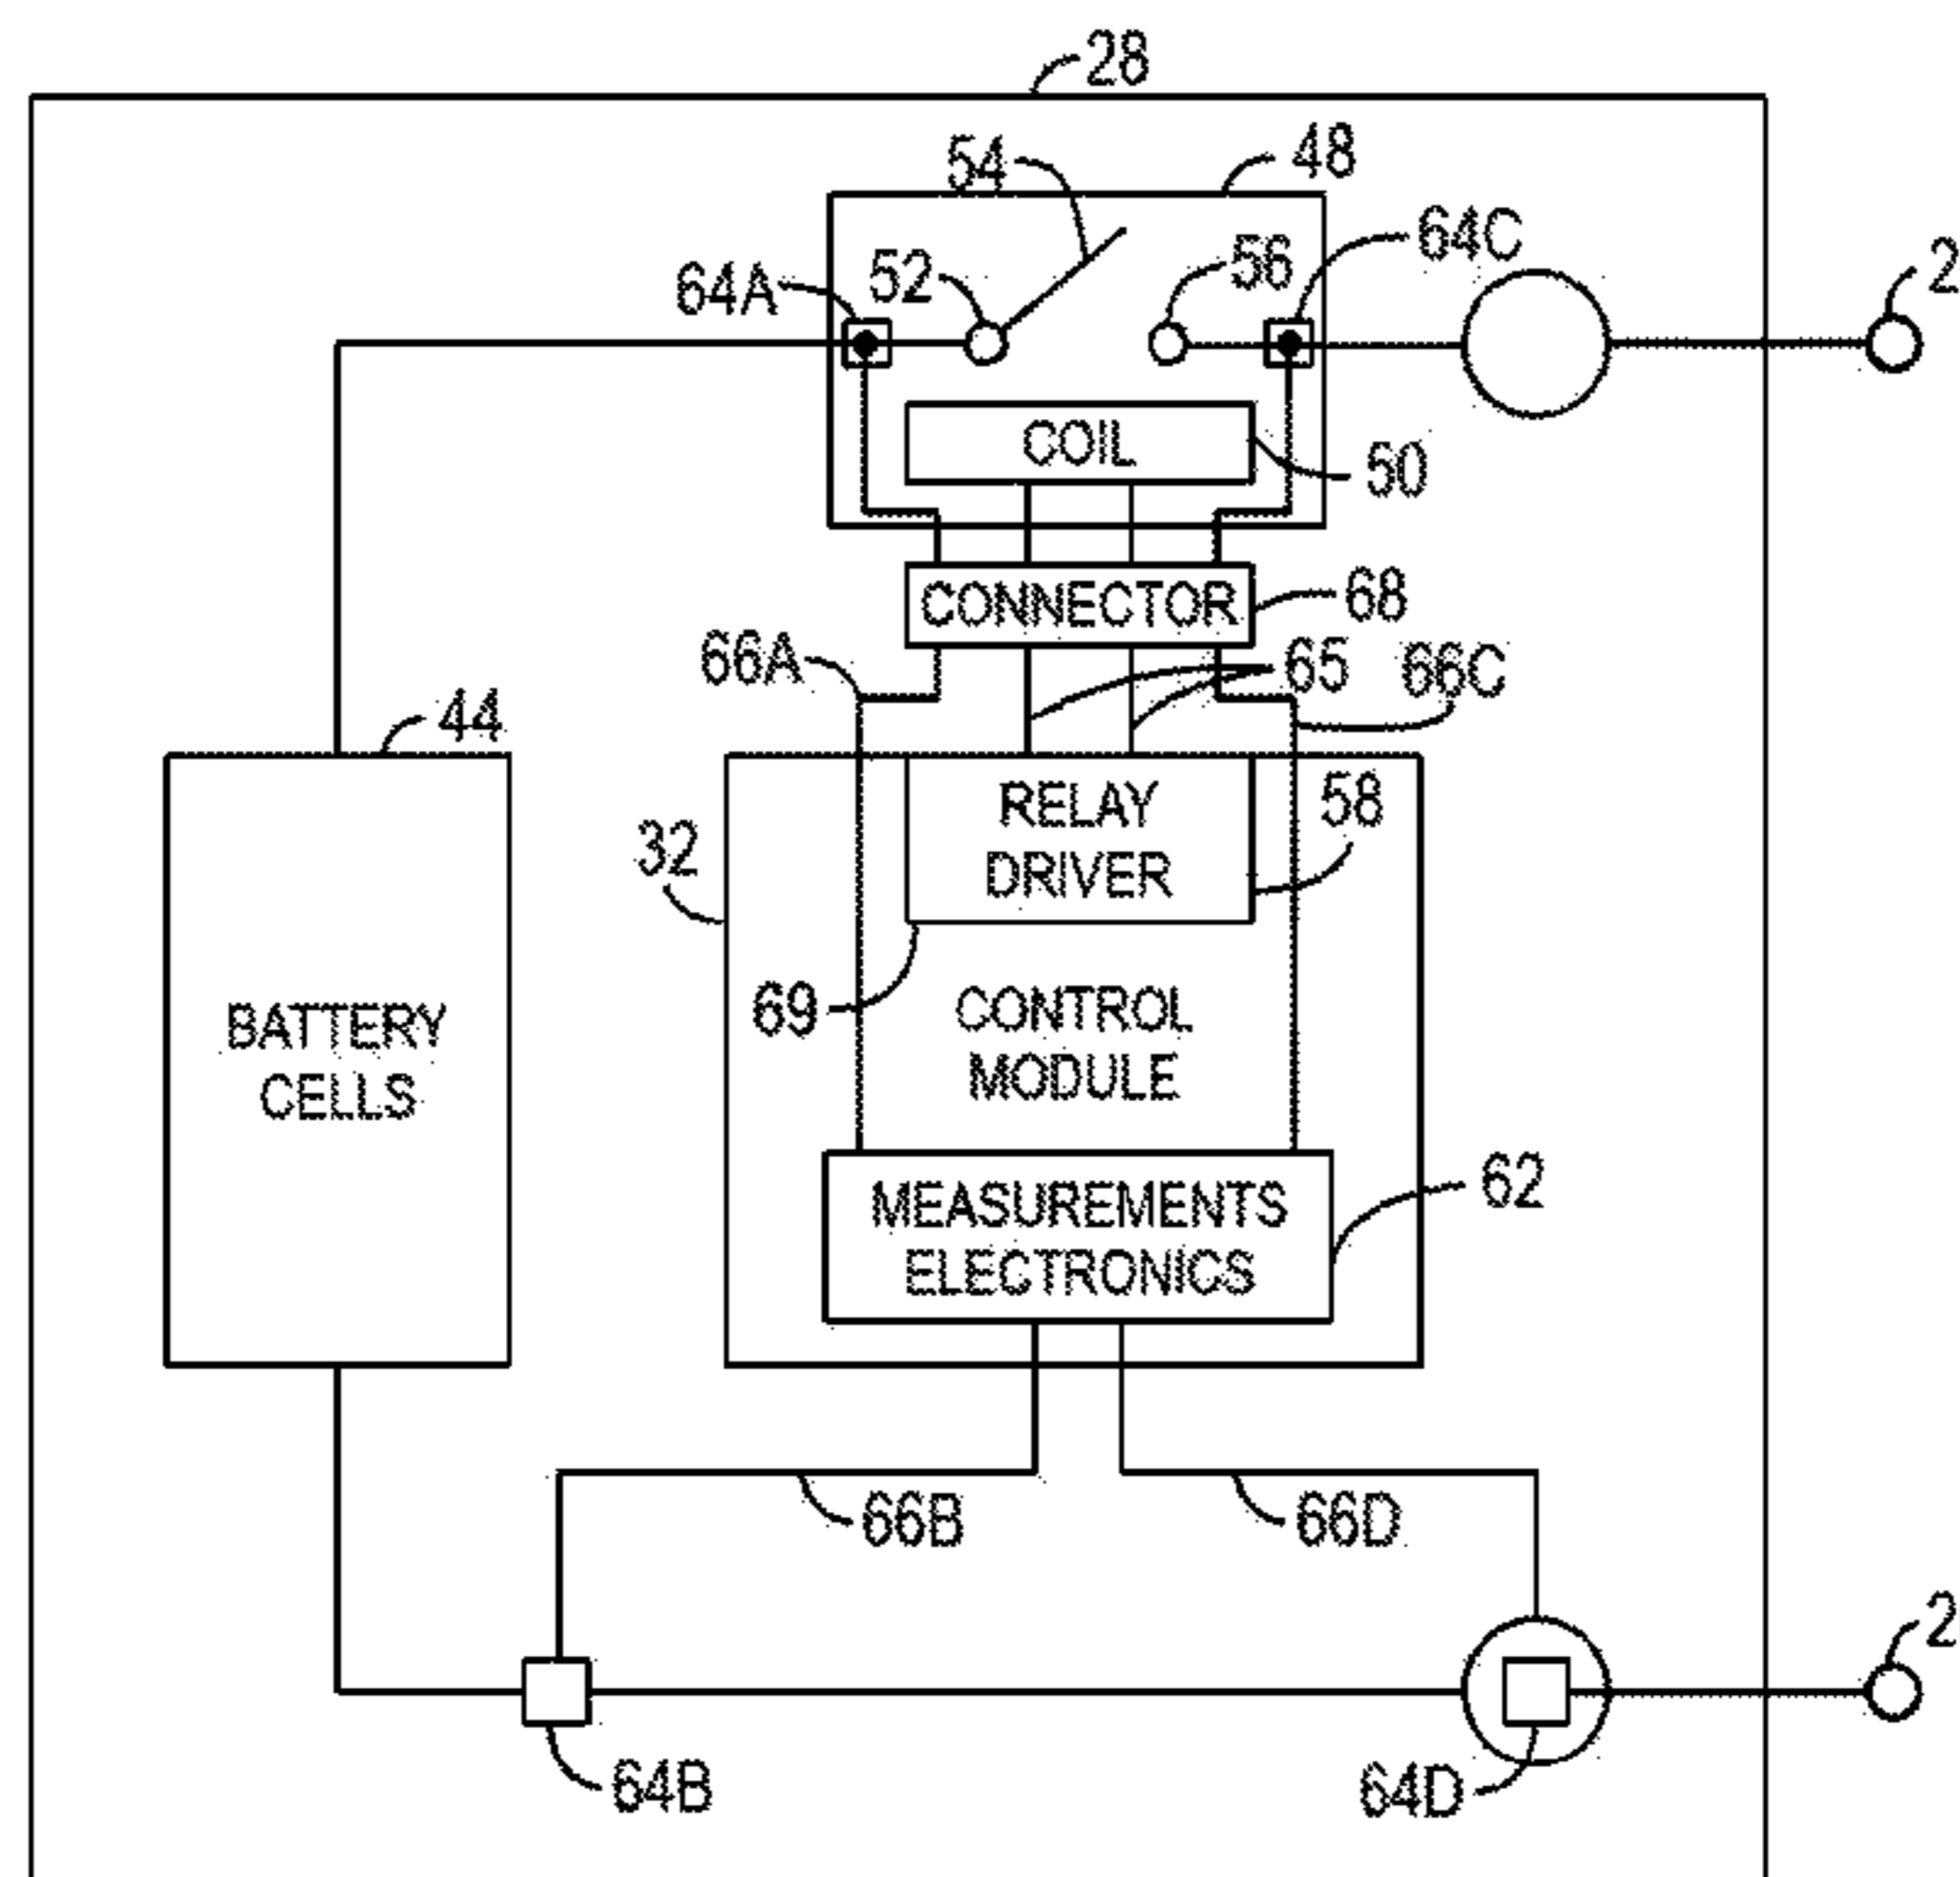 28
54
48
64A
52
56
64C
2
COIL
50
CONNECTOR
68
66A
65
66C
44
32
RELAY
DRIVER
58
69
CONTROL
MODULE
BATTERY
CELLS
MEASUREMENTS
ELECTRONICS
62
66B
66D
2
64B
64D